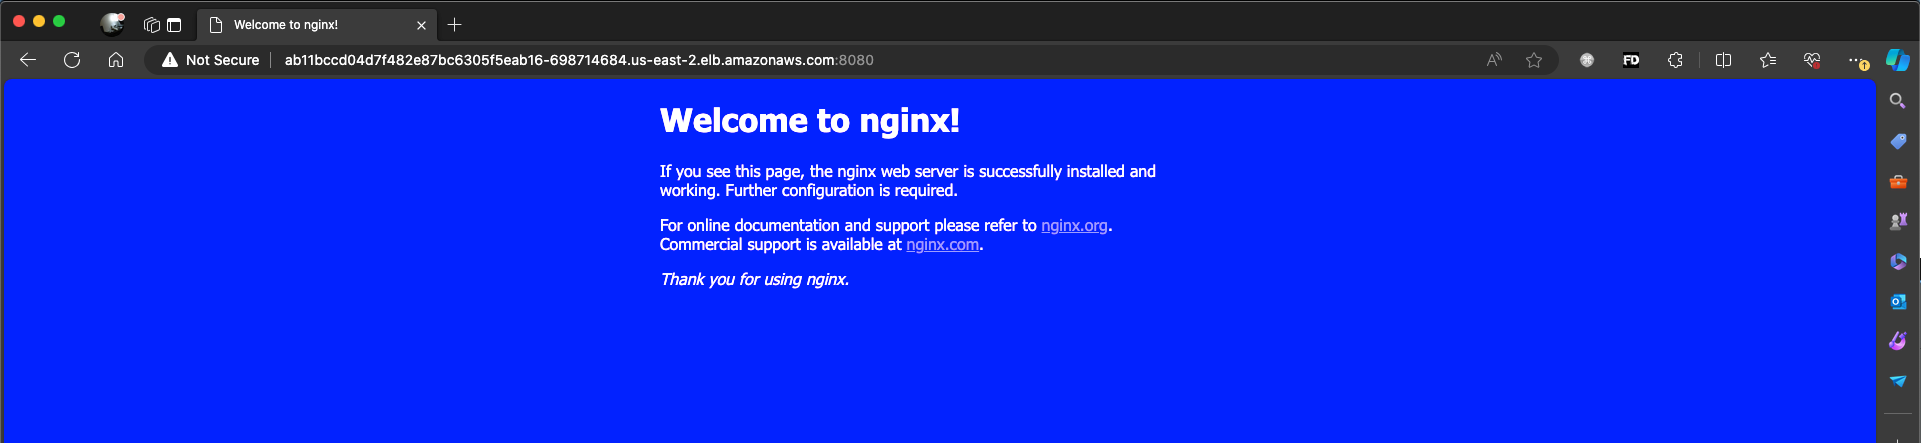 Welcome to nginx!
Not Secure
ab11bccd04d7f482e87bc6305f5eab16-698714684.us-east-2.elb.amazonaws.com:8080
FD
Welcome to nginx!
If you see this page, the nginx web server is successfully installed and
working. Further configuration is required.
For online documentation and support please refer to nginx.org.
Commercial support is available at nginx.com.
Thank you for using nginx.